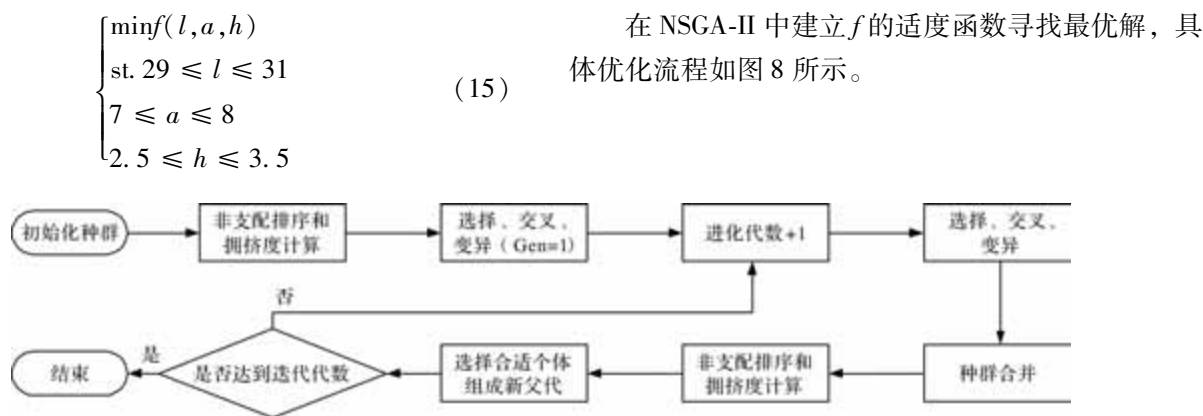 minf(l,a,h)
st. 29 ≤ l ≤ 31
7 ≤ a ≤ 8
2.5 ≤ h ≤ 3.5
(15)
在 NSGA-II 中建立 f 的适度函数寻找最优解，具
体优化流程如图 8 所示。
初始化种群
非支配排序和
拥挤度计算
选择、交叉、
变异（Gen=1）
进化代数+1
选择、交叉、
变异
种群合并
非支配排序和
拥挤度计算
选择合适个体
组成新父代
是否达到迭代代数
否
是
结束